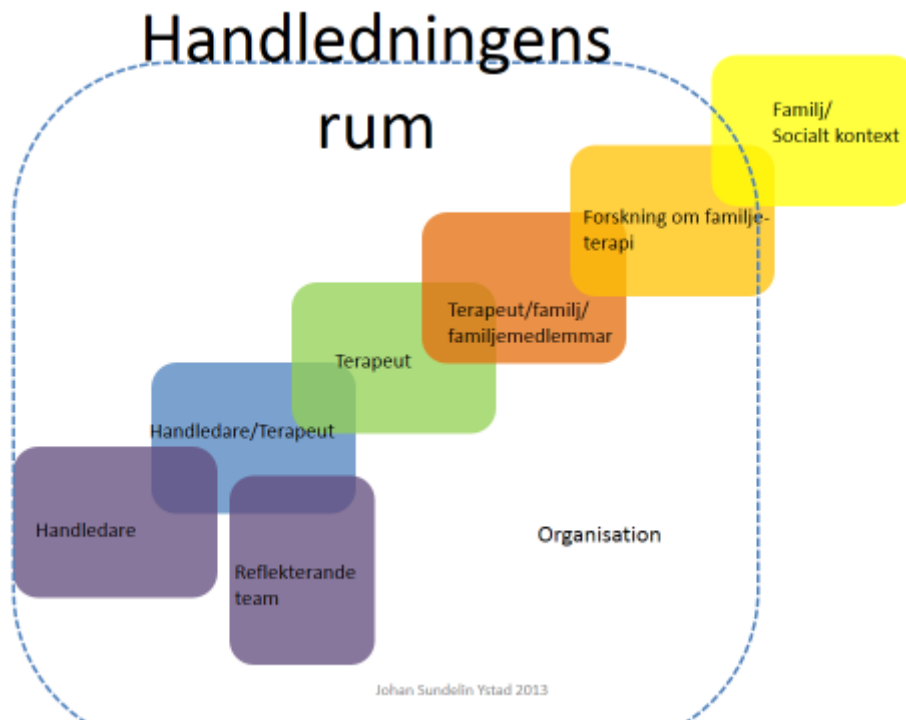 Handledningens
rum
Familj/
Socialt kontext
Forskning om familje-
terapi
Terapeut/familj/
familjemedlemmar
Terapeut
Handledare/Terapeut
Handledare
Reflekterande
team
Organisation
Johan Sundelin Ystad 2013